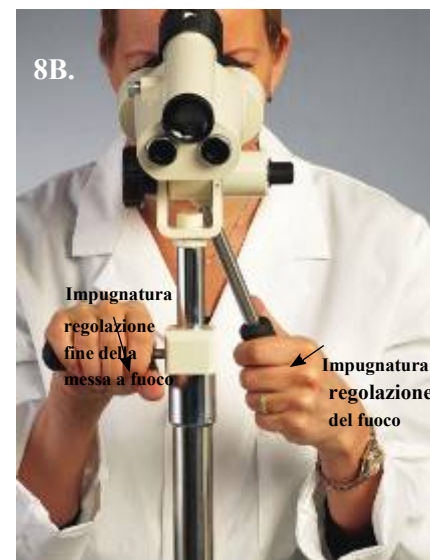 8B.
Impugnatura
regolazione
fine della
messa a fuoco
Impugnatura
regolazione
del fuoco